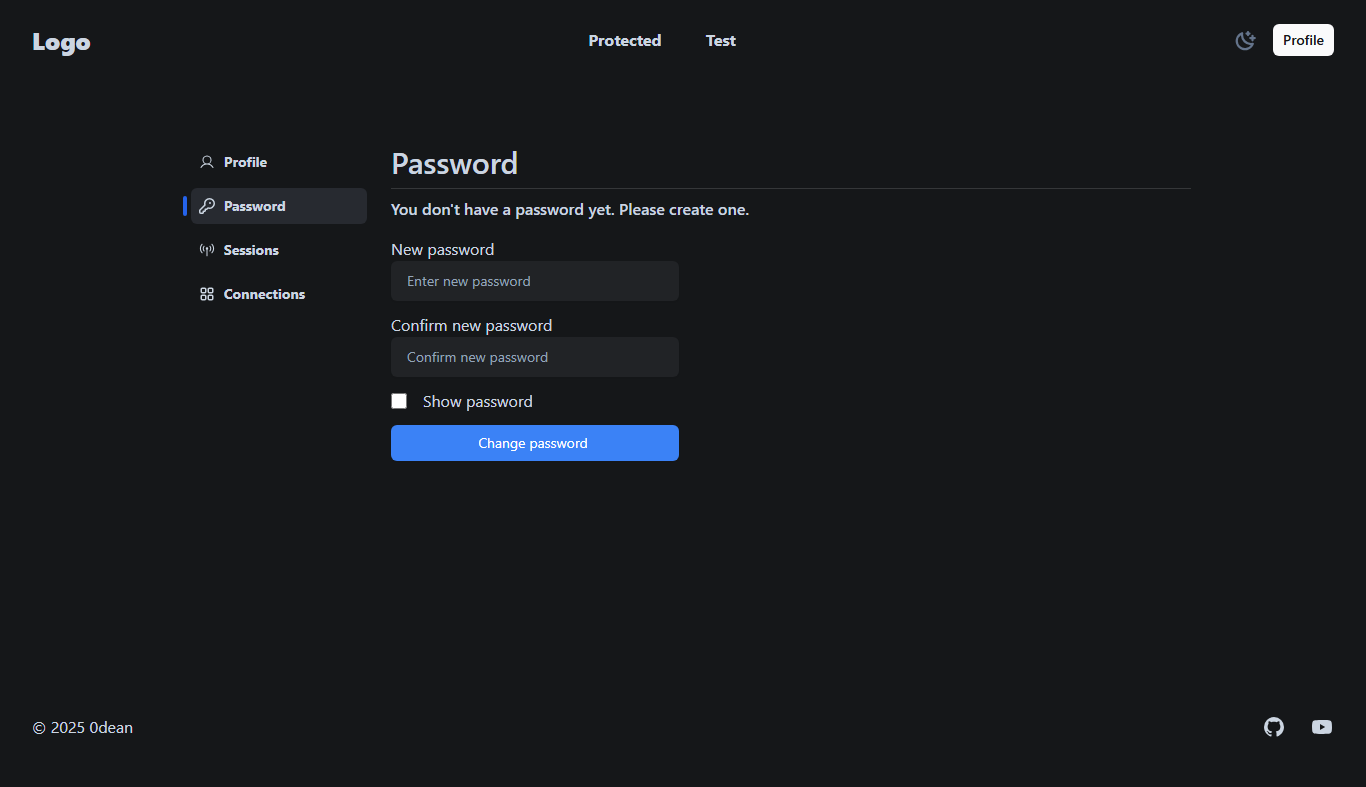 Logo
Protected
Test
Profile
Profile
Password
Sessions
Connections
Password
You don't have a password yet. Please create one.
New password
Enter new password
Confirm new password
Confirm new password
Show password
Change password
© 2025 0dean